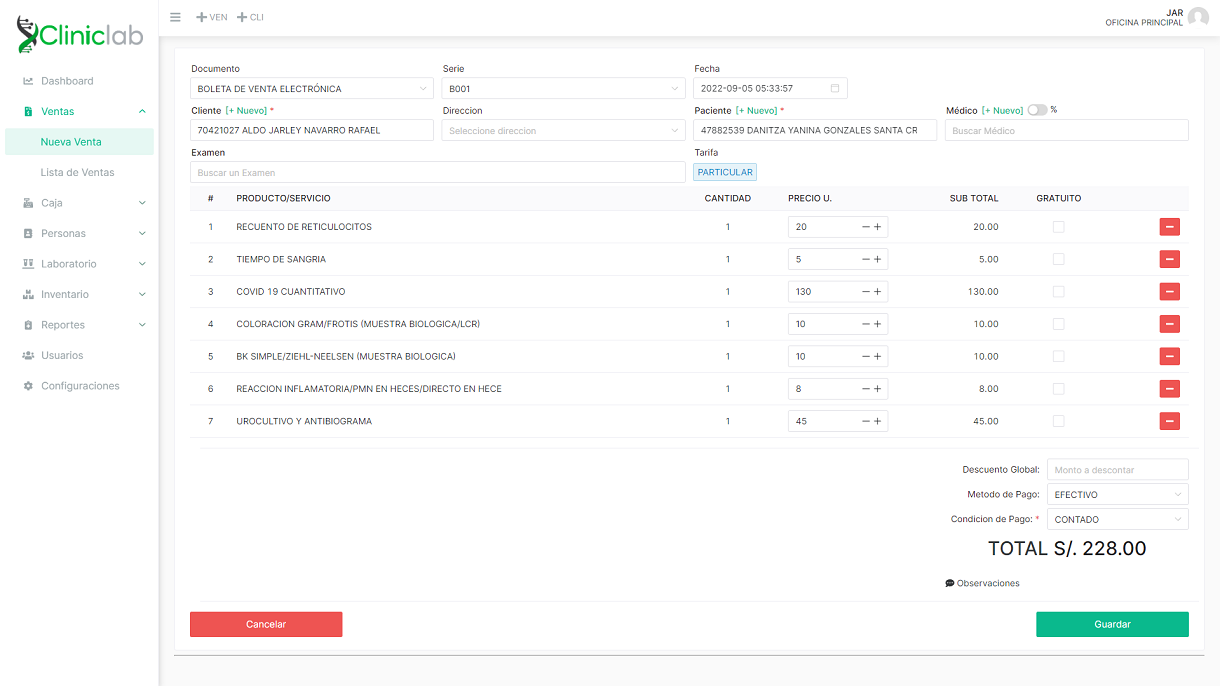 Cliniclab
VEN CLI
JAR
OFICINA PRINCIPAL
Dashboard
Ventas
Nueva Venta
Lista de Ventas
Caja
Personas
Laboratorio
Inventario
Reportes
Usuarios
Configuraciones
Documento Serie Fecha
BOLETA DE VENTA ELECTRÓNICA B001 2022-09-05 05:33:57
Cliente [+ Nuevo] * Direccion Paciente [+ Nuevo] * Médico [+ Nuevo] %
70421027 ALDO JARLEY NAVARRO RAFAEL Seleccione direccion 47882539 DANITZA YANINA GONZALES SANTA CR Buscar Médico
Examen Tarifa
Buscar un Examen PARTICULAR
# PRODUCTO/SERVICIO CANTIDAD PRECIO U. SUB TOTAL GRATUITO
1 RECUENTO DE RETICULOCITOS 1 20 20.00
2 TIEMPO DE SANGRIA 1 5 5.00
3 COVID 19 CUANTITATIVO 1 130 130.00
4 COLORACION GRAM/FROTIS (MUESTRA BIOLOGICA/LCR) 1 10 10.00
5 BK SIMPLE/ZIEHL-NEELSEN (MUESTRA BIOLOGICA) 1 10 10.00
6 REACCION INFLAMATORIA/PMN EN HECES/DIRECTO EN HECE 1 8 8.00
7 UROCULTIVO Y ANTIBIOGRAMA 1 45 45.00
Descuento Global: Monto a descontar
Metodo de Pago: EFECTIVO
Condicion de Pago: * CONTADO
TOTAL S/. 228.00
Observaciones
Cancelar Guardar